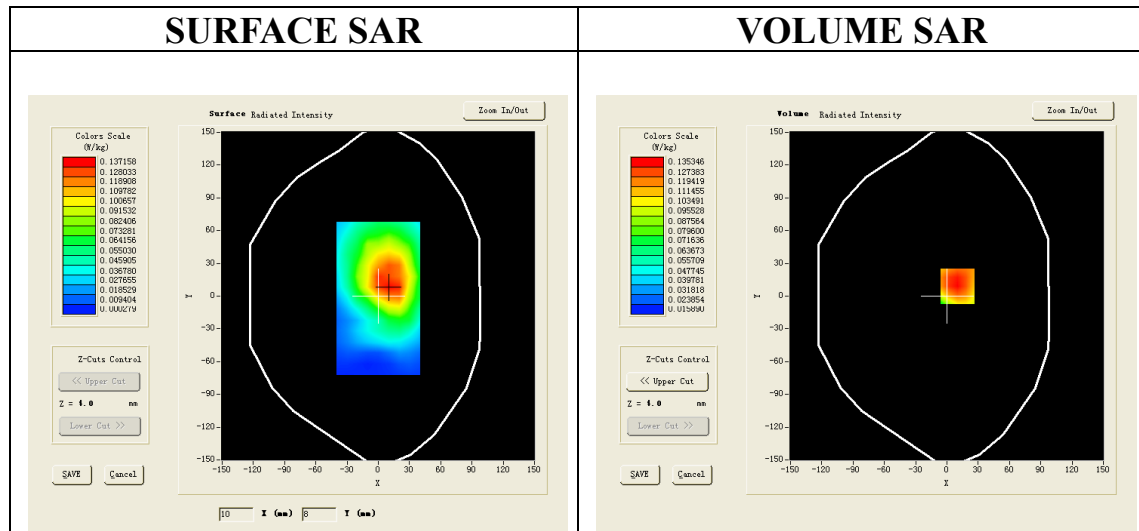 SURFACE SAR
VOLUME SAR
Surface Radiated Intensity
Zoom In/Out
Colors Scale
(W/kg)
0.137158
0.128033
0.118908
0.109782
0.100657
0.091532
0.082406
0.073281
0.064156
0.055030
0.045905
0.036780
0.027655
0.018529
0.009404
0.000279
150
120
90
60
30
0
-30
-60
-90
-120
-150
Y
-150 -120 -90 -60 -30 0 30 60 90 120 150
X
Z-Cuts Control
<< Upper Cut
Z = 4.0 mm
Lower Cut >>
SAVE Cancel
10 X (mm) 8 Y (mm)
Volume Radiated Intensity
Zoom In/Out
Colors Scale
(W/kg)
0.135346
0.127383
0.119419
0.111455
0.103491
0.095528
0.087564
0.079600
0.071636
0.063673
0.055709
0.047745
0.039781
0.031818
0.023854
0.015890
150
120
90
60
30
0
-30
-60
-90
-120
-150
Y
-150 -120 -90 -60 -30 0 30 60 90 120 150
X
Z-Cuts Control
<< Upper Cut
Z = 4.0 mm
Lower Cut >>
SAVE Cancel